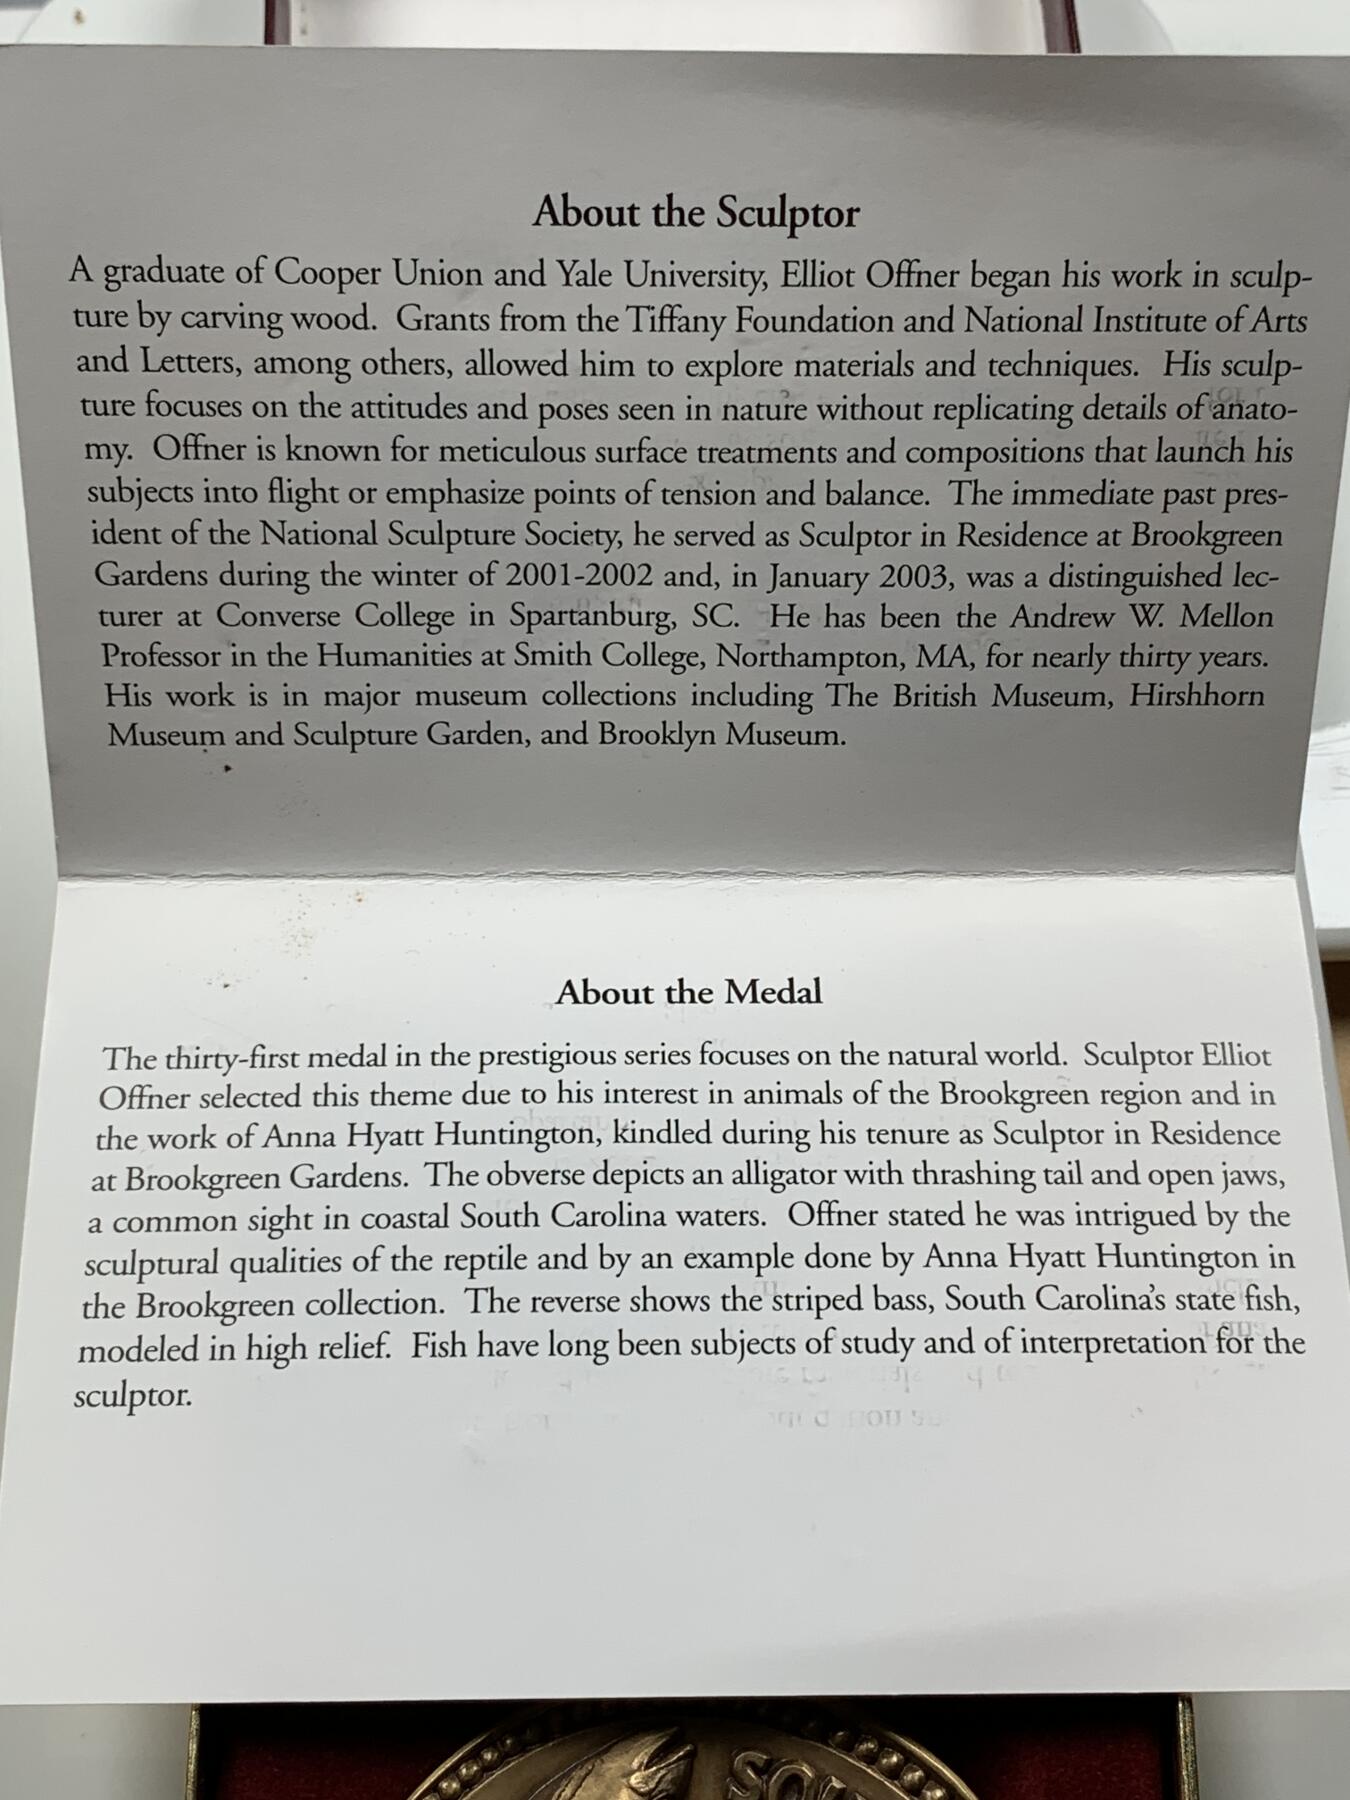 About the Sculptor
A graduate of Cooper Union and Yale University, Elliot Offner began his work in sculp-
ture by carving wood. Grants from the Tiffany Foundation and National Institute of Arts
and Letters, among others, allowed him to explore materials and techniques. His sculp-
ture focuses on the attitudes and poses seen in nature without replicating details of anato-
my. Offner is known for meticulous surface treatments and compositions that launch his
subjects into flight or emphasize points of tension and balance. The immediate past pres-
ident of the National Sculpture Society, he served as Sculptor in Residence at Brookgreen
Gardens during the winter of 2001-2002 and, in January 2003, was a distinguished lec-
turer at Converse College in Spartanburg, SC. He has been the Andrew W. Mellon
Professor in the Humanities at Smith College, Northampton, MA, for nearly thirty years.
His work is in major museum collections including The British Museum, Hirshhorn
Museum and Sculpture Garden, and Brooklyn Museum.
About the Medal
The thirty-first medal in the prestigious series focuses on the natural world. Sculptor Elliot
Offner selected this theme due to his interest in animals of the Brookgreen region and in
the work of Anna Hyatt Huntington, kindled during his tenure as Sculptor in Residence
at Brookgreen Gardens. The obverse depicts an alligator with thrashing tail and open jaws,
a common sight in coastal South Carolina waters. Offner stated he was intrigued by the
sculptural qualities of the reptile and by an example done by Anna Hyatt Huntington in
the Brookgreen collection. The reverse shows the striped bass, South Carolina's state fish,
modeled in high relief. Fish have long been subjects of study and of interpretation for the
sculptor.